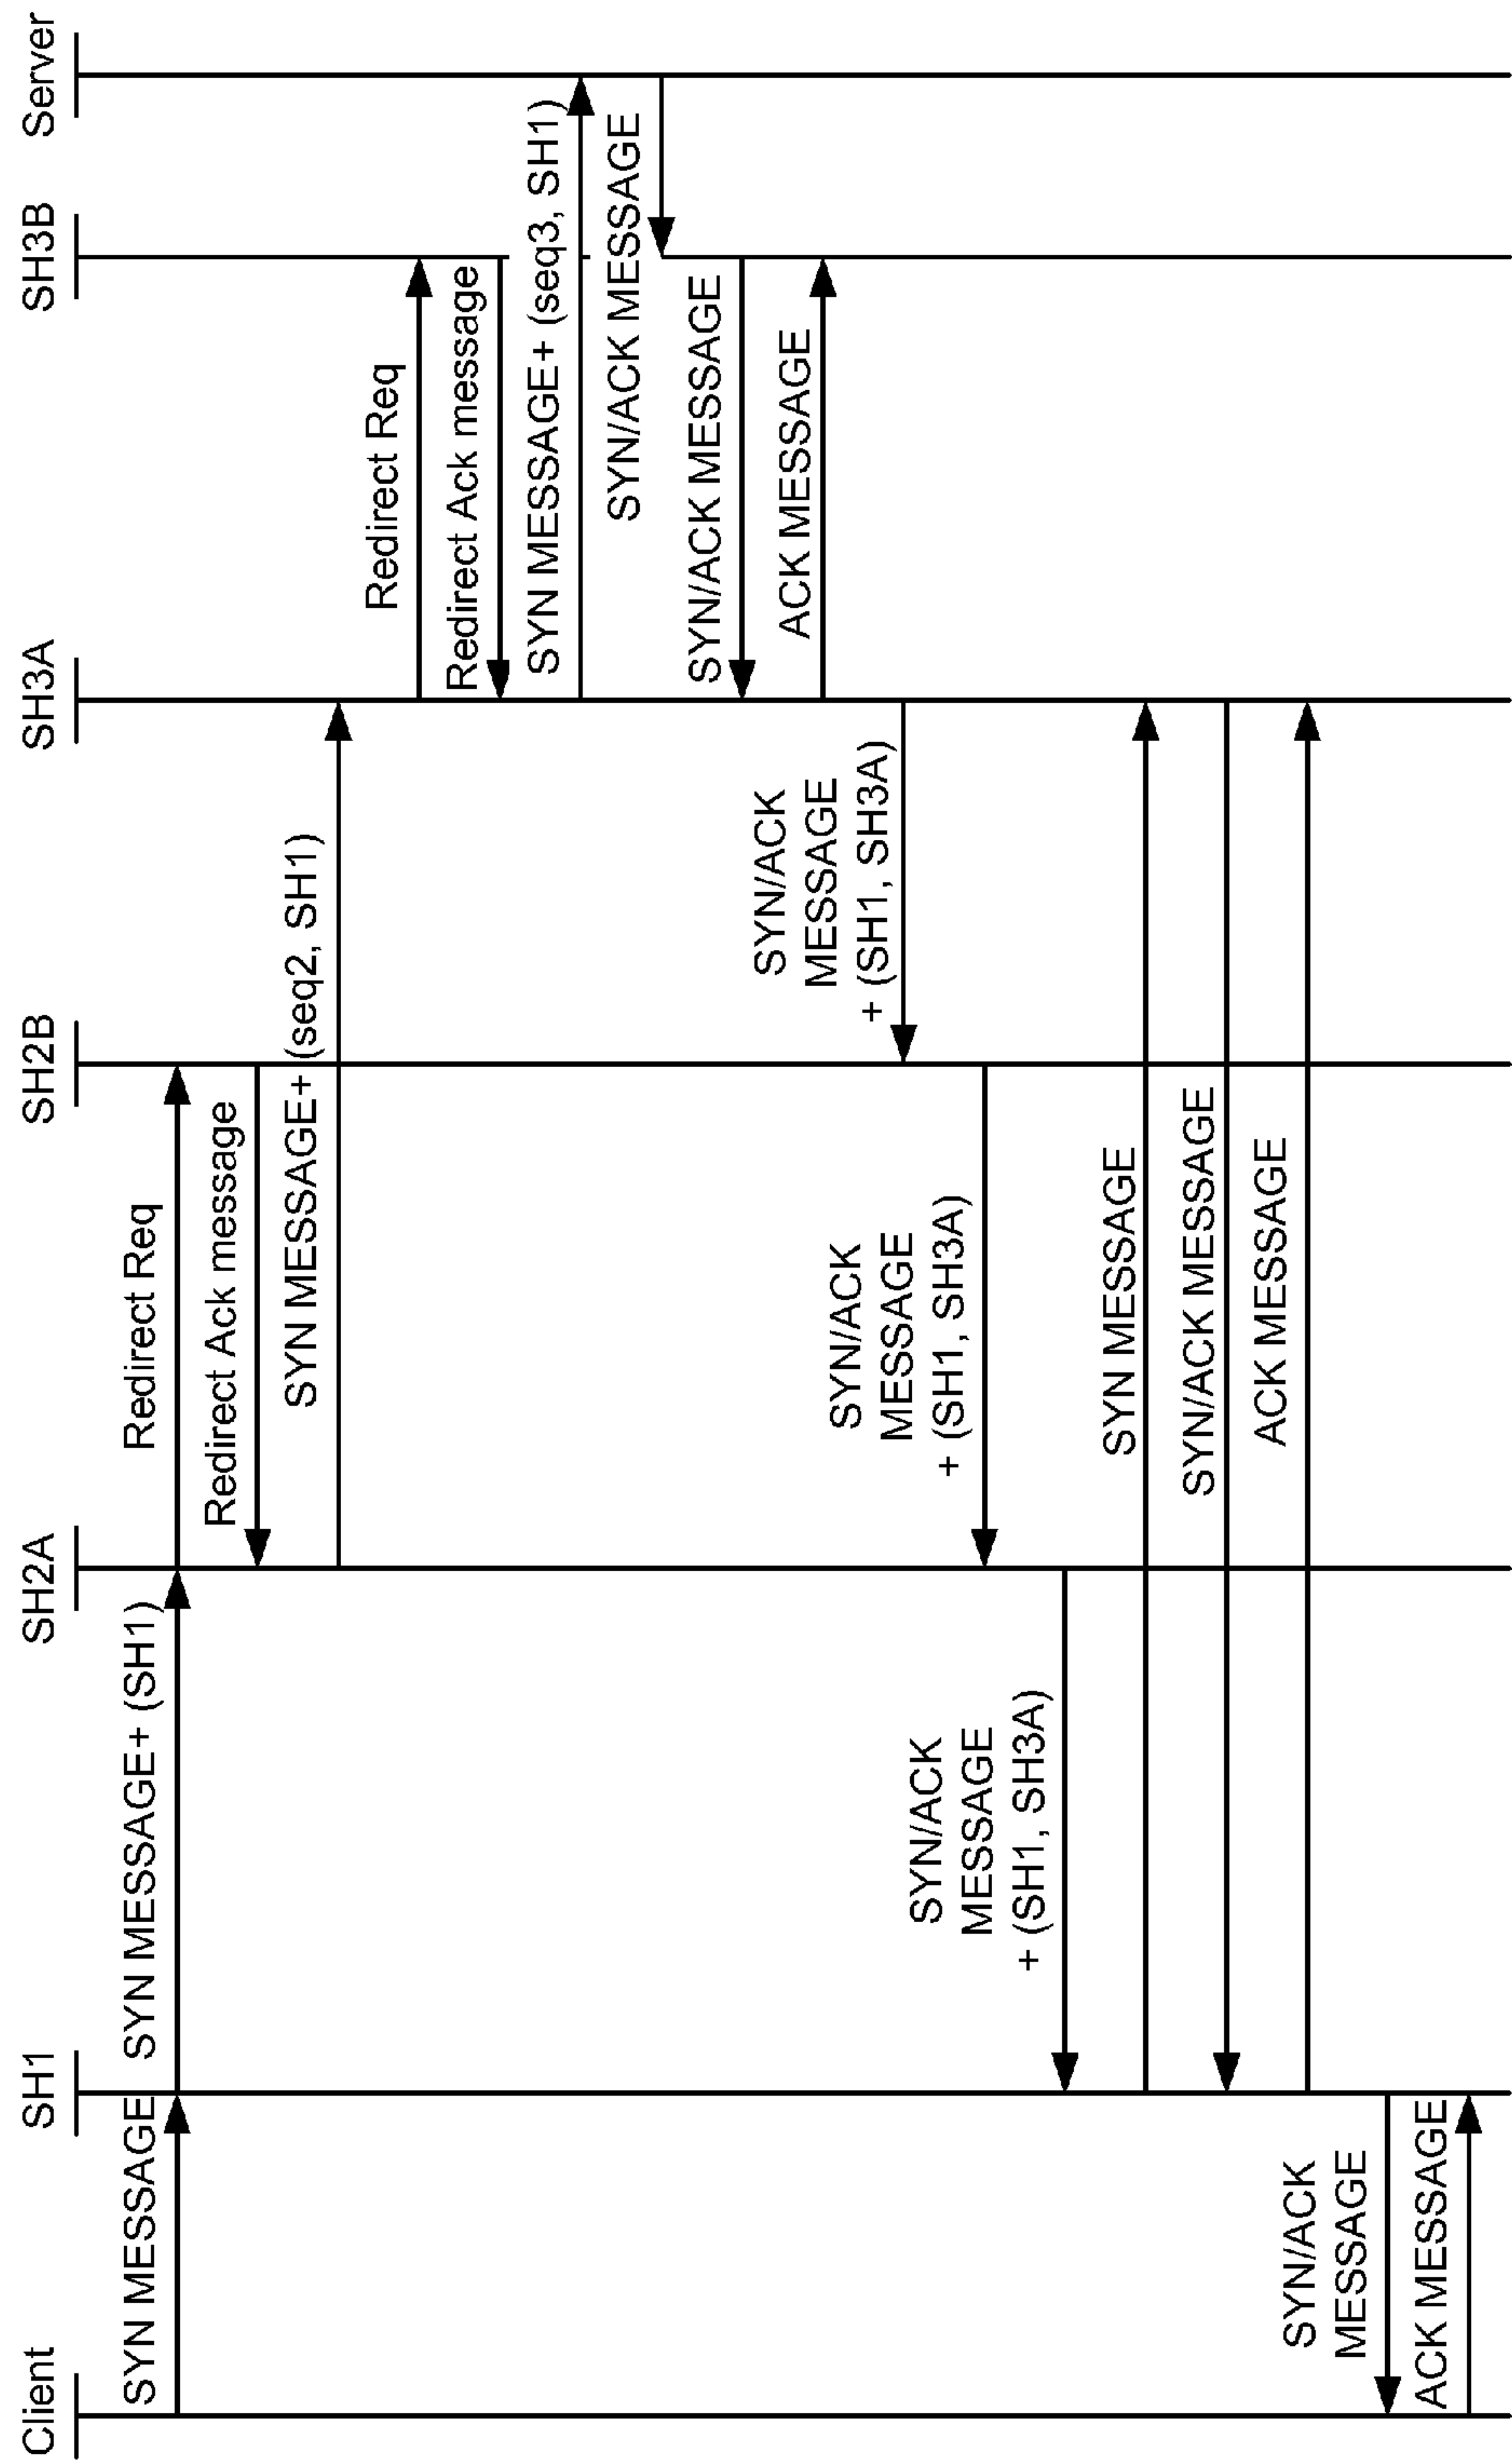 Client
SH1
SH2A
SH2B
SH3A
SH3B
Server
SYN MESSAGE
SYN MESSAGE+ (SH1)
Redirect Req
Redirect Ack message
SYN MESSAGE+ (seq2, SH1)
Redirect Req
Redirect Ack message
SYN MESSAGE+ (seq3, SH1)
SYN/ACK MESSAGE
SYN/ACK MESSAGE
ACK MESSAGE
SYN/ACK
MESSAGE
+ (SH1, SH3A)
SYN/ACK
MESSAGE
+ (SH1, SH3A)
SYN/ACK
MESSAGE
+ (SH1, SH3A)
SYN MESSAGE
SYN/ACK MESSAGE
ACK MESSAGE
SYN/ACK
MESSAGE
ACK MESSAGE